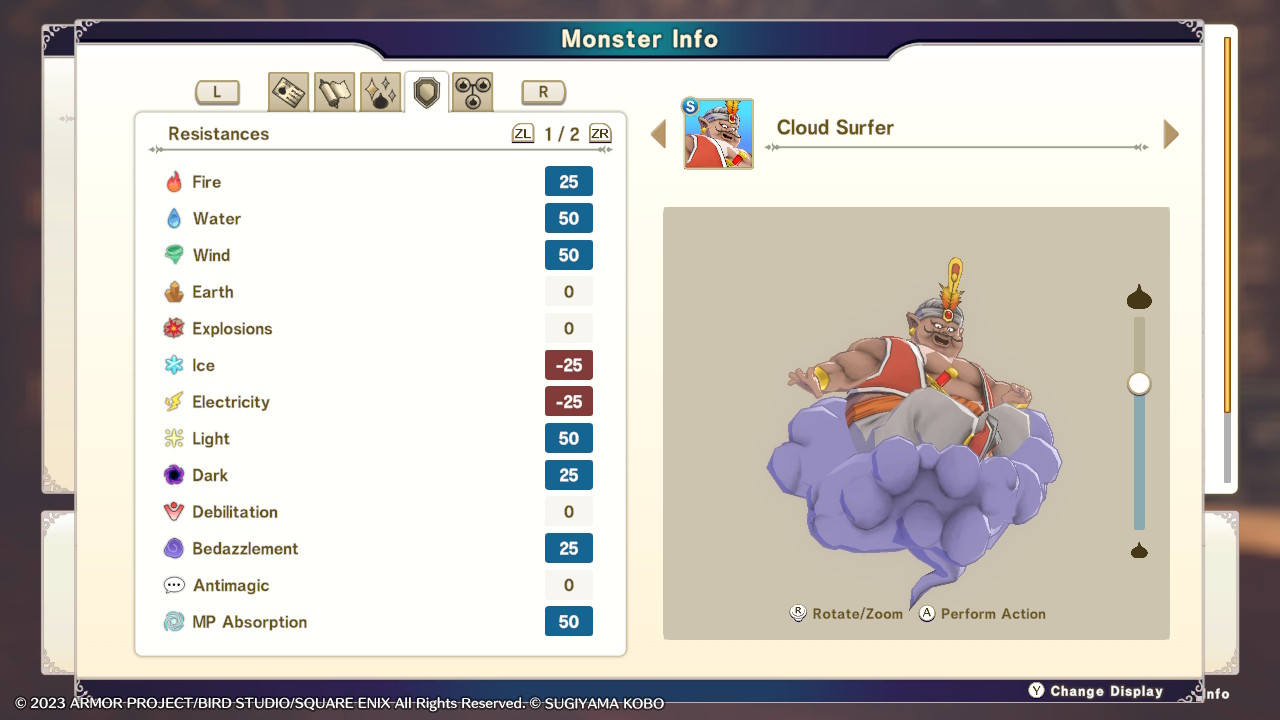 Monster Info
L
R
Resistances
ZL 1 / 2 ZR
S
Cloud Surfer
Fire 25
Water 50
Wind 50
Earth 0
Explosions 0
Ice -25
Electricity -25
Light 50
Dark 25
Debilitation 0
Bedazzlement 25
Antimagic 0
MP Absorption 50
R Rotate/Zoom A Perform Action
Y Change Display
nfo
© 2023 ARMOR PROJECT/BIRD STUDIO/SQUARE ENIX All Rights Reserved. © SUGIYAMA KOBO